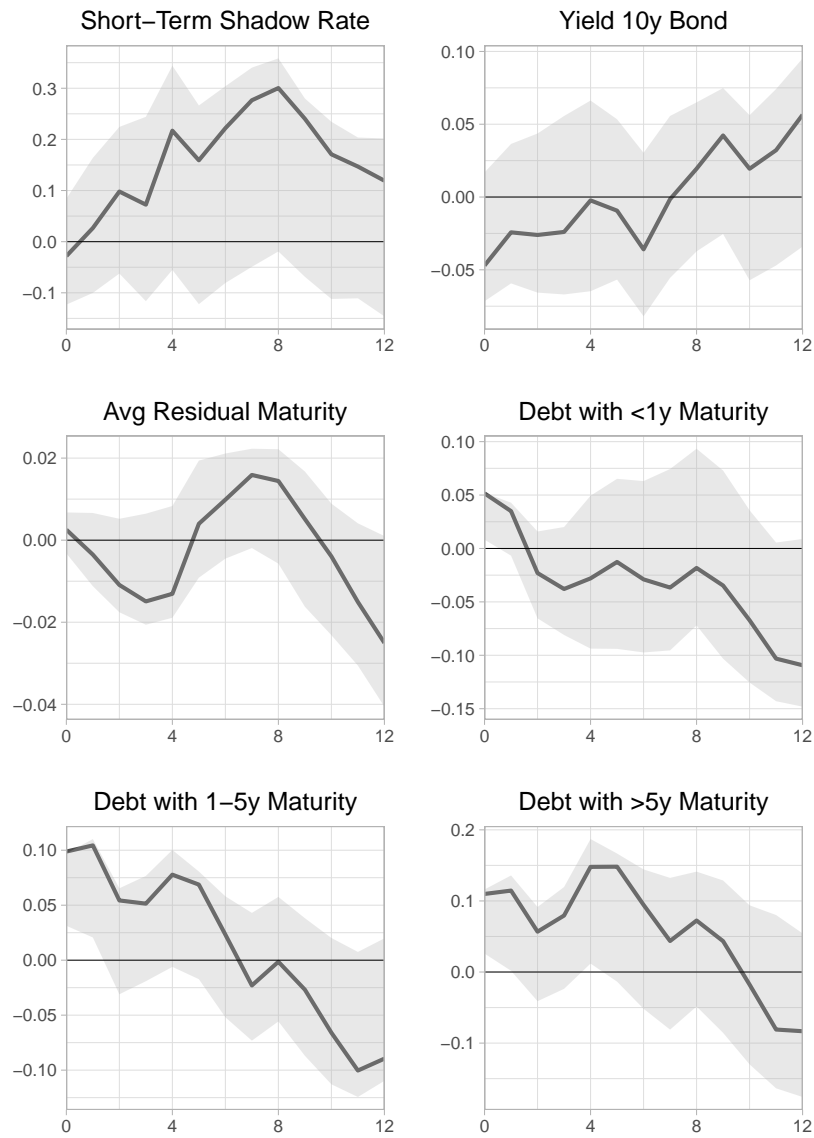 Short−Term Shadow Rate
0.3
0.2
0.1
0.0
−0.1
0 4 8 12
Yield 10y Bond
0.10
0.05
0.00
−0.05
0 4 8 12
Avg Residual Maturity
0.02
0.00
−0.02
−0.04
0 4 8 12
Debt with <1y Maturity
0.10
0.05
0.00
−0.05
−0.10
−0.15
0 4 8 12
Debt with 1−5y Maturity
0.10
0.05
0.00
−0.05
−0.10
0 4 8 12
Debt with >5y Maturity
0.2
0.1
0.0
−0.1
0 4 8 12